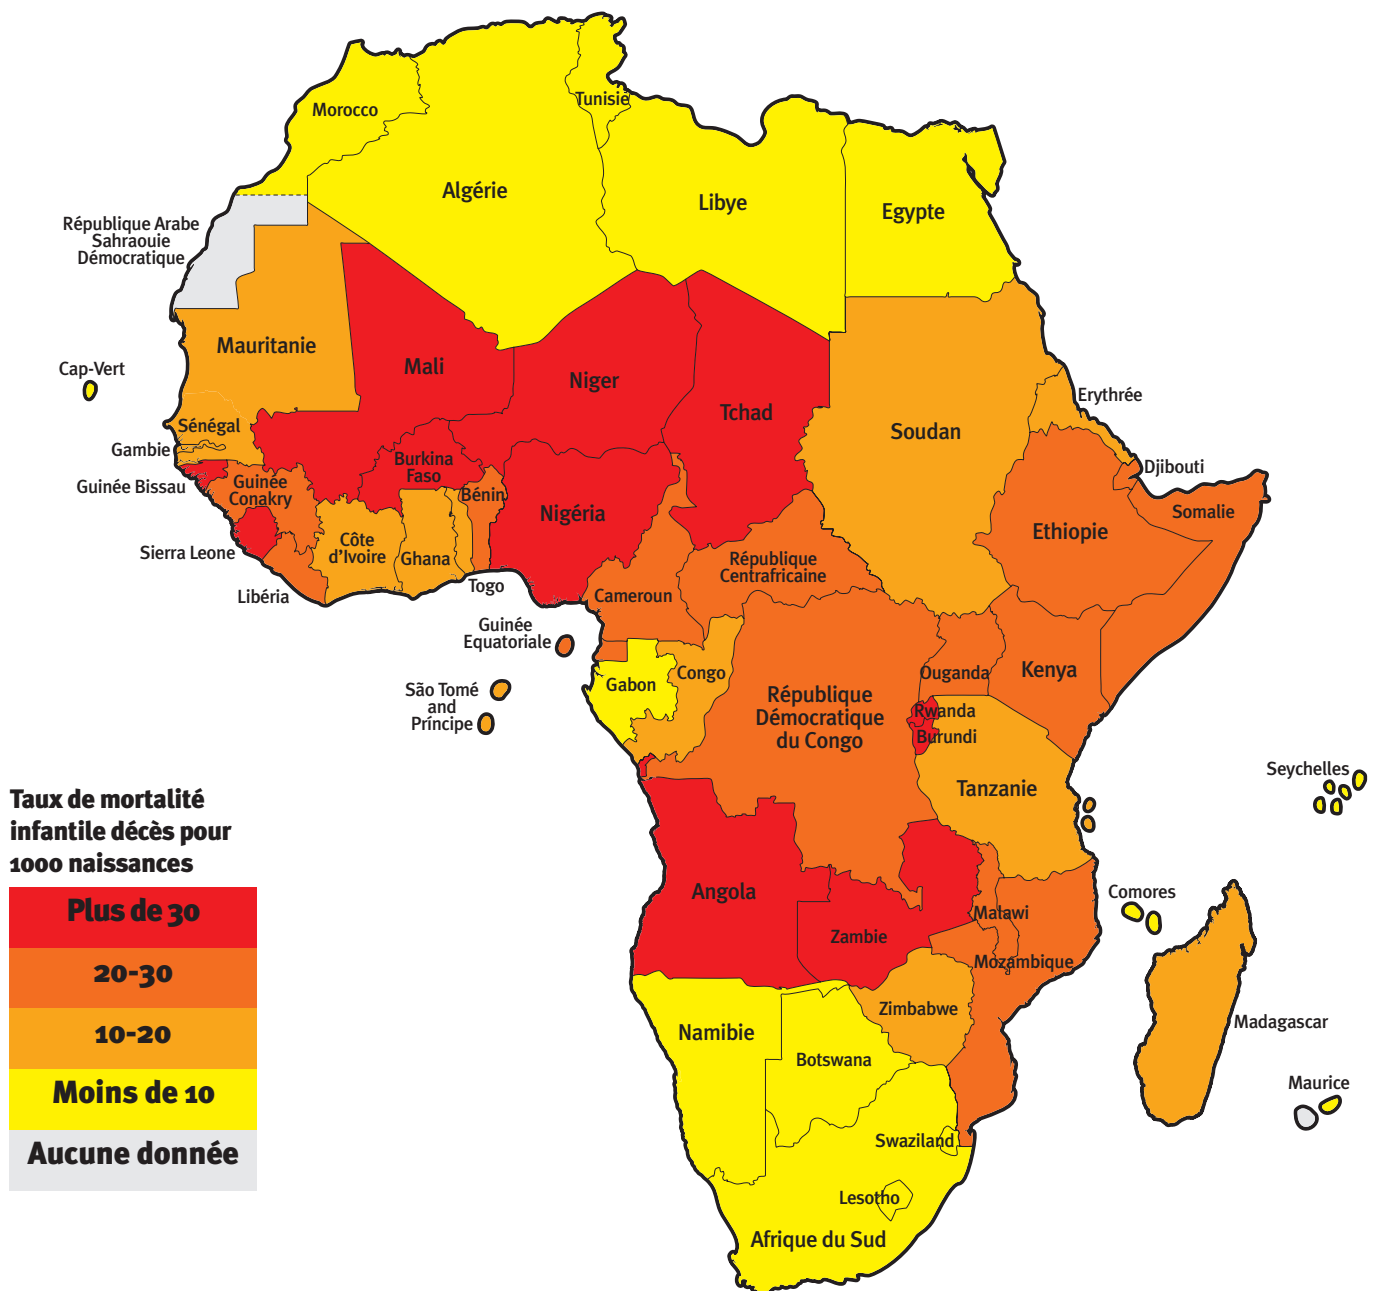 Morocco
Tunisie
Algérie
Libye
Egypte
République Arabe
Sahraouie
Démocratique
Mauritanie
Mali
Niger
Tchad
Soudan
Erythrée
Cap-Vert
Sénégal
Gambie
Guinée Bissau
Guinée
Conakry
Burkina
Faso
Bénin
Nigéria
Djibouti
Somalie
Ethiopie
Sierra Leone
Côte
d'Ivoire
Ghana
Togo
Libéria
République
Centrafricaine
Cameroun
Guinée
Equatoriale
São Tomé
and
Príncipe
Gabon
Congo
République
Démocratique
du Congo
Ouganda
Kenya
Rwanda
Burundi
Tanzanie
Seychelles
Comores
Angola
Zambie
Malawi
Mozambique
Zimbabwe
Madagascar
Maurice
Namibie
Botswana
Swaziland
Lesotho
Afrique du Sud
Taux de mortalité
infantile décès pour
1000 naissances
Plus de 30
20-30
10-20
Moins de 10
Aucune donnée